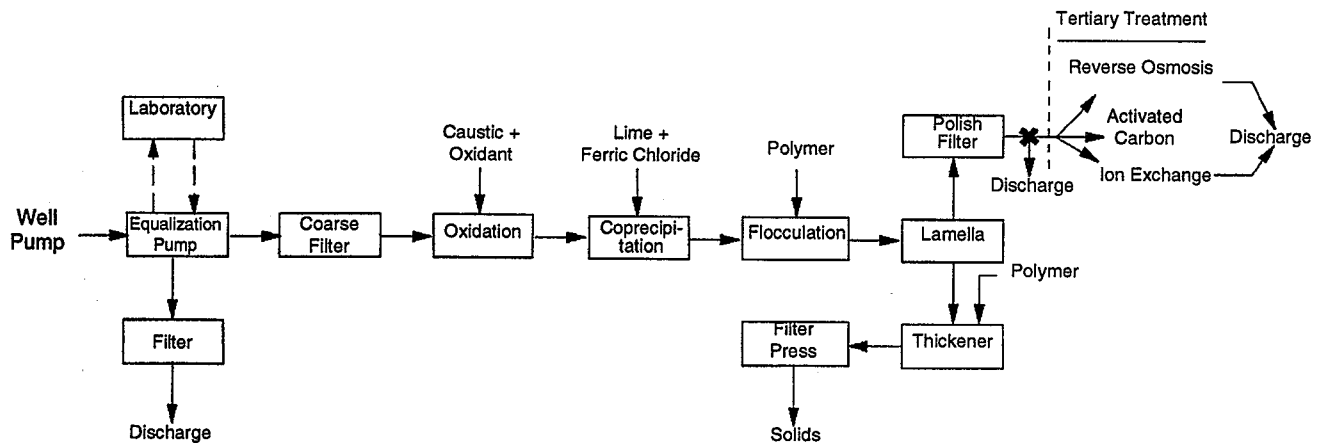 Tertiary Treatment
Reverse Osmosis
Laboratory
Caustic +
Oxidant
Lime +
Ferric Chloride
Polymer
Polish
Filter
Activated
Carbon
Discharge
Discharge
Ion Exchange
Well
Pump
Equalization
Pump
Coarse
Filter
Oxidation
Coprecipi-
tation
Flocculation
Lamella
Polymer
Filter
Filter
Press
Thickener
Discharge
Solids